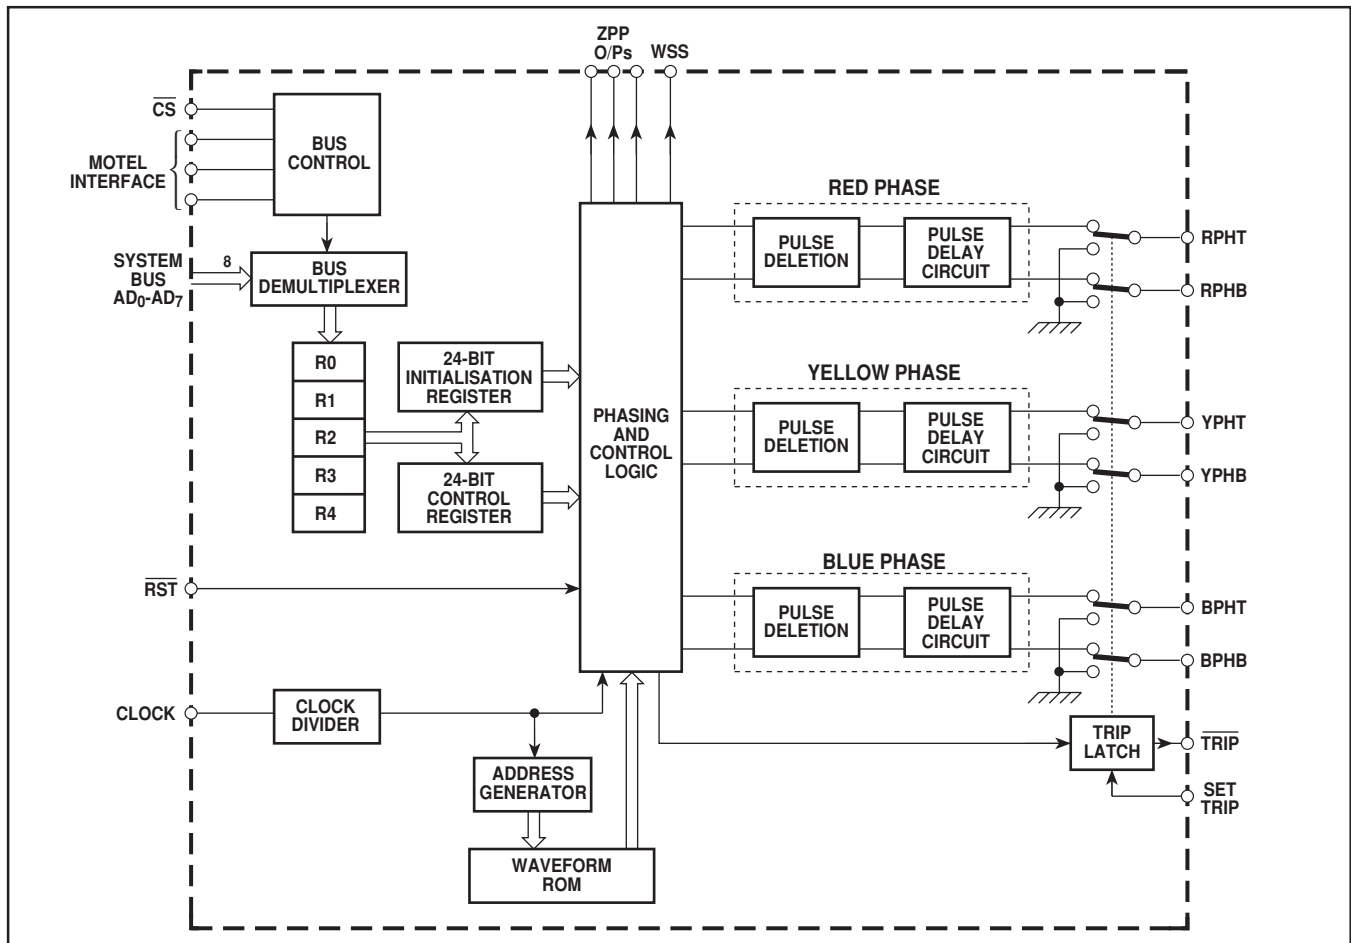 ZPP
O/Ps
WSS
CS
MOTEL
INTERFACE
BUS
CONTROL
SYSTEM
BUS
AD0-AD7
8
BUS
DEMULTIPLEXER
R0
R1
R2
R3
R4
24-BIT
INITIALISATION
REGISTER
24-BIT
CONTROL
REGISTER
RST
CLOCK
CLOCK
DIVIDER
ADDRESS
GENERATOR
WAVEFORM
ROM
PHASING
AND
CONTROL
LOGIC
RED PHASE
PULSE
DELETION
PULSE
DELAY
CIRCUIT
RPHT
RPHB
YELLOW PHASE
PULSE
DELETION
PULSE
DELAY
CIRCUIT
YPHT
YPHB
BLUE PHASE
PULSE
DELETION
PULSE
DELAY
CIRCUIT
BPHT
BPHB
TRIP
LATCH
TRIP
SET
TRIP